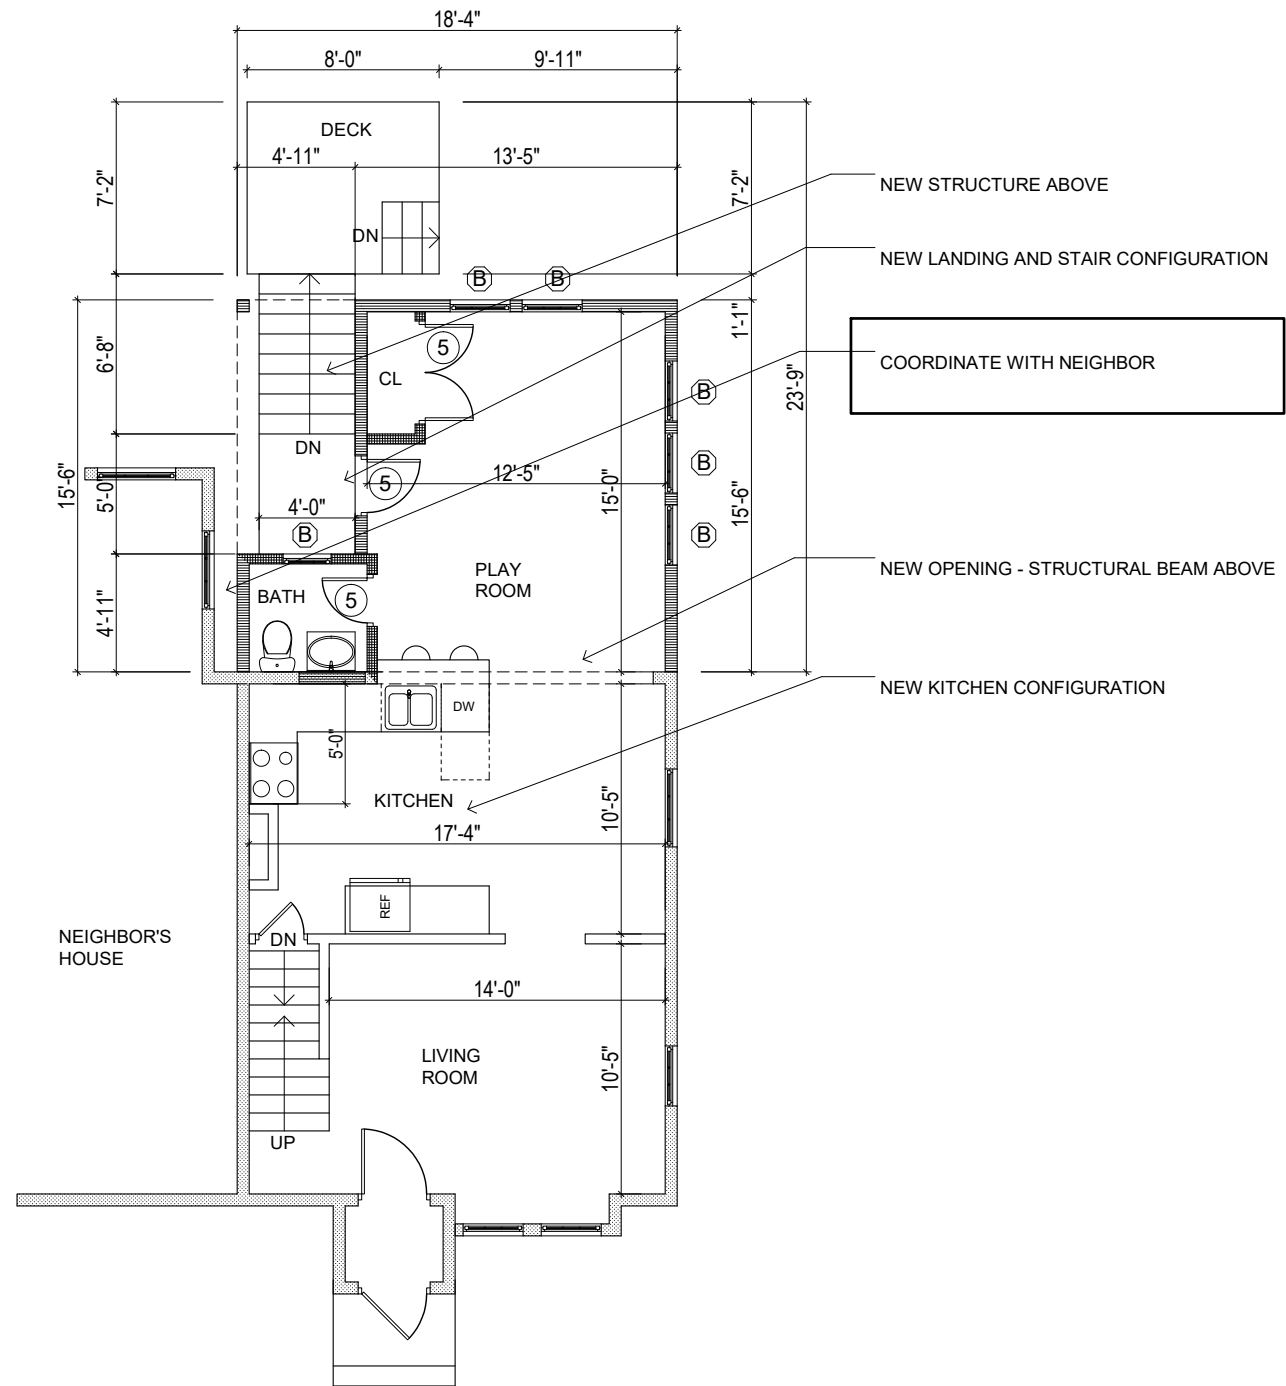 18'-4"
8'-0"
9'-11"
DECK
4'-11"
13'-5"
7'-2"
7'-2"
NEW STRUCTURE ABOVE
DN
NEW LANDING AND STAIR CONFIGURATION
B
B
1'-1"
6'-8"
5
CL
COORDINATE WITH NEIGHBOR
B
23'-9"
DN
B
12'-5"
5
15'-6"
5'-0"
15'-0"
15'-6"
4'-0"
B
B
PLAY
ROOM
NEW OPENING - STRUCTURAL BEAM ABOVE
BATH
5
4'-11"
NEW KITCHEN CONFIGURATION
DW
5'-0"
KITCHEN
10'-5"
17'-4"
REF
NEIGHBOR'S
HOUSE
DN
14'-0"
LIVING
ROOM
10'-5"
UP